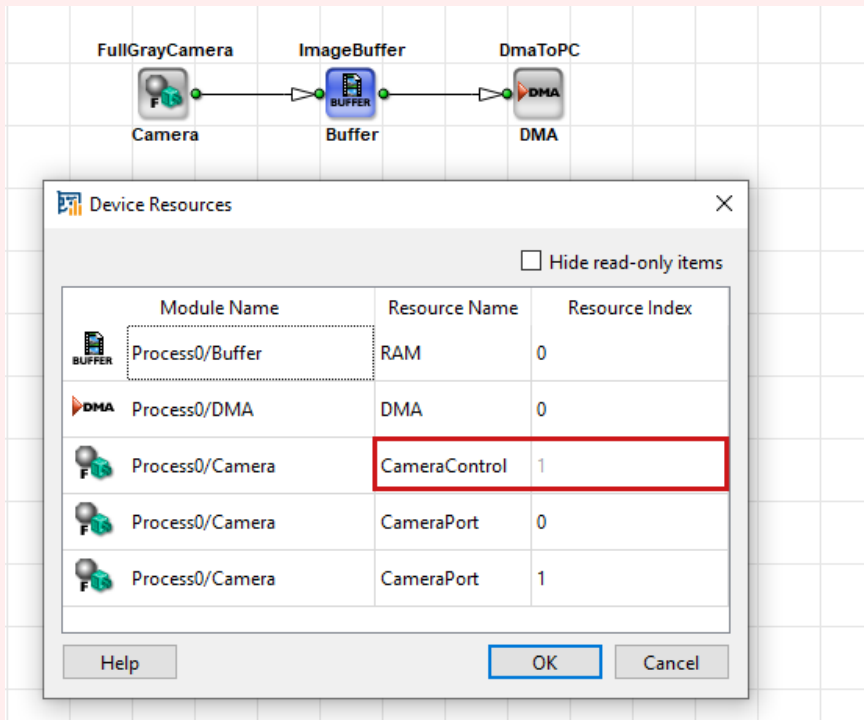 FullGrayCamera ImageBuffer DmaToPC
F BUFFER DMA
Camera Buffer DMA
Device Resources
Hide read-only items
Module Name Resource Name Resource Index
BUFFER Process0/Buffer RAM 0
DMA Process0/DMA DMA 0
F Process0/Camera CameraControl 1
F Process0/Camera CameraPort 0
F Process0/Camera CameraPort 1
Help OK Cancel